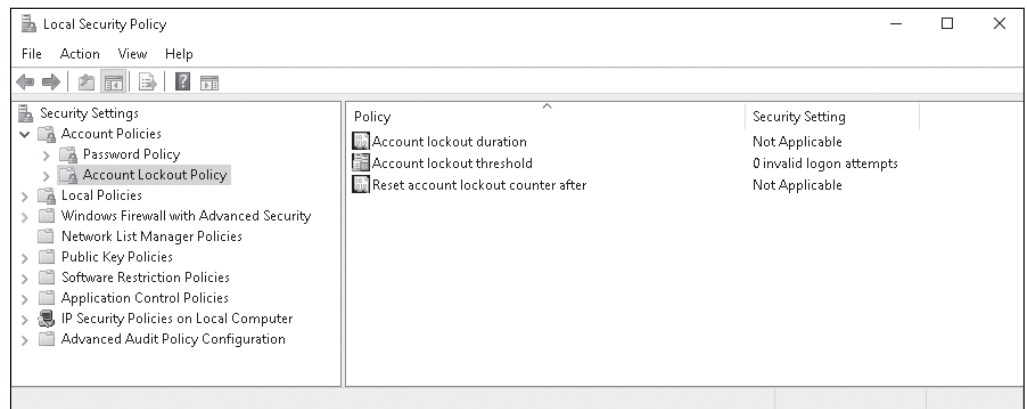 Local Security Policy
File Action View Help
Security Settings
Account Policies
Password Policy
Account Lockout Policy
Local Policies
Windows Firewall with Advanced Security
Network List Manager Policies
Public Key Policies
Software Restriction Policies
Application Control Policies
IP Security Policies on Local Computer
Advanced Audit Policy Configuration
Policy Security Setting
Account lockout duration Not Applicable
Account lockout threshold 0 invalid logon attempts
Reset account lockout counter after Not Applicable